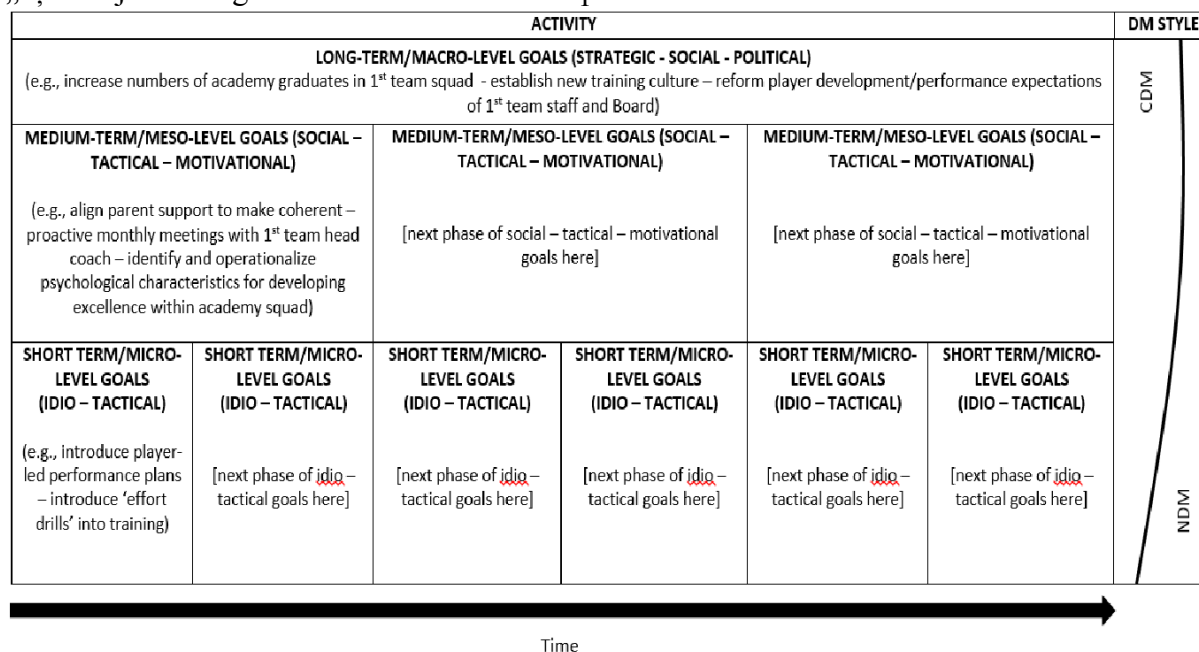 ACTIVITY
DM STYLE
LONG-TERM/MACRO-LEVEL GOALS (STRATEGIC - SOCIAL - POLITICAL)
(e.g., increase numbers of academy graduates in 1st team squad - establish new training culture – reform player development/performance expectations
of 1st team staff and Board)
CDM
MEDIUM-TERM/MESO-LEVEL GOALS (SOCIAL –
TACTICAL – MOTIVATIONAL)
(e.g., align parent support to make coherent –
proactive monthly meetings with 1st team head
coach – identify and operationalize
psychological characteristics for developing
excellence within academy squad)
MEDIUM-TERM/MESO-LEVEL GOALS (SOCIAL –
TACTICAL – MOTIVATIONAL)
[next phase of social – tactical – motivational
goals here]
MEDIUM-TERM/MESO-LEVEL GOALS (SOCIAL –
TACTICAL – MOTIVATIONAL)
[next phase of social – tactical – motivational
goals here]
SHORT TERM/MICRO-
LEVEL GOALS
(IDIO – TACTICAL)
(e.g., introduce player-
led performance plans
– introduce ‘effort
drills’ into training)
SHORT TERM/MICRO-
LEVEL GOALS
(IDIO – TACTICAL)
[next phase of idio –
tactical goals here]
SHORT TERM/MICRO-
LEVEL GOALS
(IDIO – TACTICAL)
[next phase of idio –
tactical goals here]
SHORT TERM/MICRO-
LEVEL GOALS
(IDIO – TACTICAL)
[next phase of idio –
tactical goals here]
SHORT TERM/MICRO-
LEVEL GOALS
(IDIO – TACTICAL)
[next phase of idio –
tactical goals here]
SHORT TERM/MICRO-
LEVEL GOALS
(IDIO – TACTICAL)
[next phase of idio –
tactical goals here]
NDM
Time